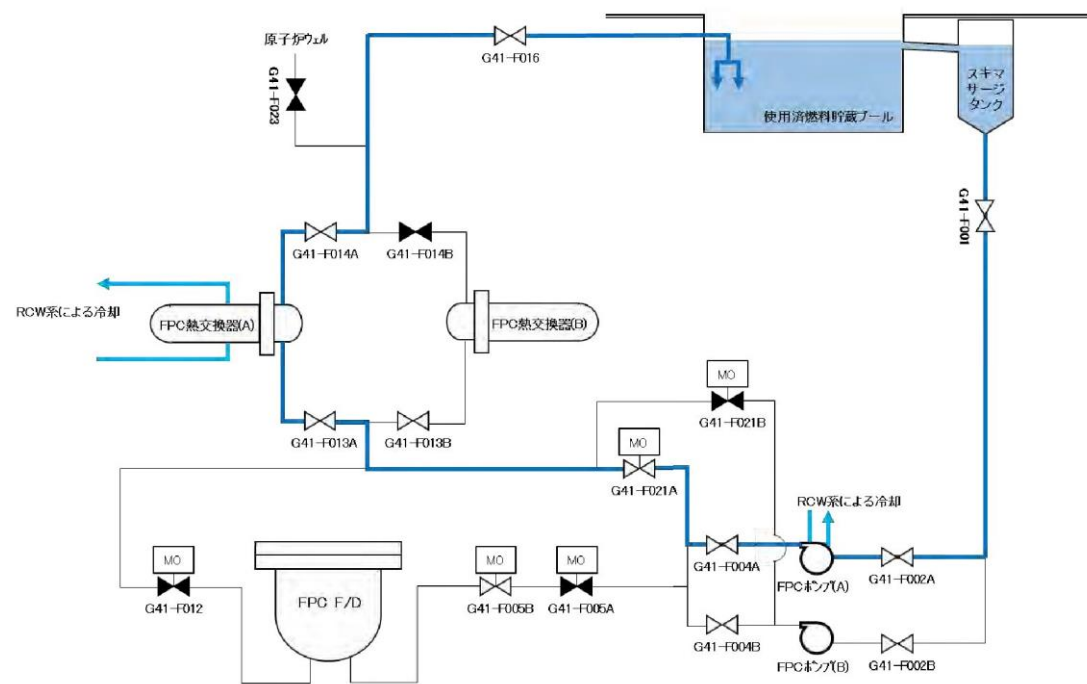 原子炉ウェル
G41-F023
G41-F016
使用済燃料貯蔵プール
スキマ
サージ
タンク
G41-F001
G41-F014A
G41-F014B
RCW系による冷却
FPC熱交換器(A)
FPC熱交換器(B)
G41-F013A
G41-F013B
MO
G41-F021B
MO
G41-F021A
RCW系による冷却
G41-F004A
FPCポンプ(A)
G41-F002A
MO
G41-F012
FPC F/D
MO
G41-F005B
MO
G41-F005A
G41-F004B
FPCポンプ(B)
G41-F002B